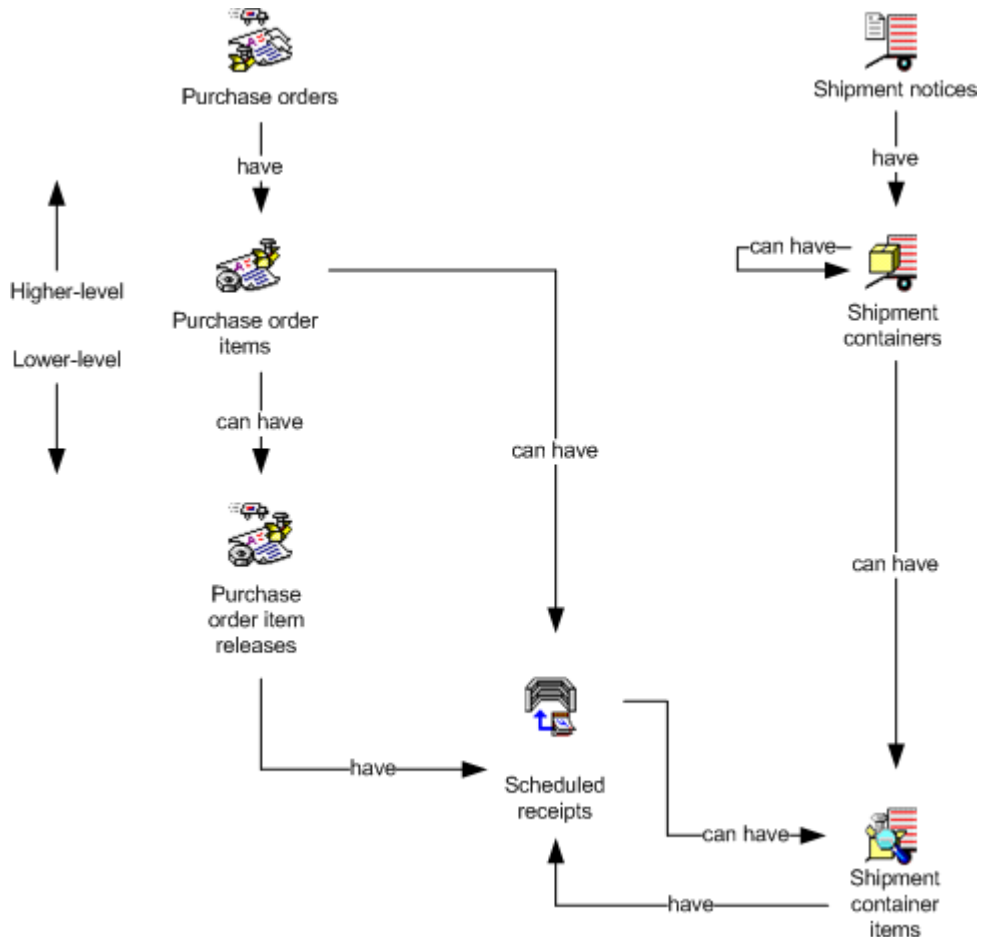 Purchase orders
have
Higher-level
Lower-level
Purchase order
items
can have
Purchase
order item
releases
have
can have
Scheduled
receipts
can have
have
Shipment notices
have
can have
Shipment
containers
can have
Shipment
container
items